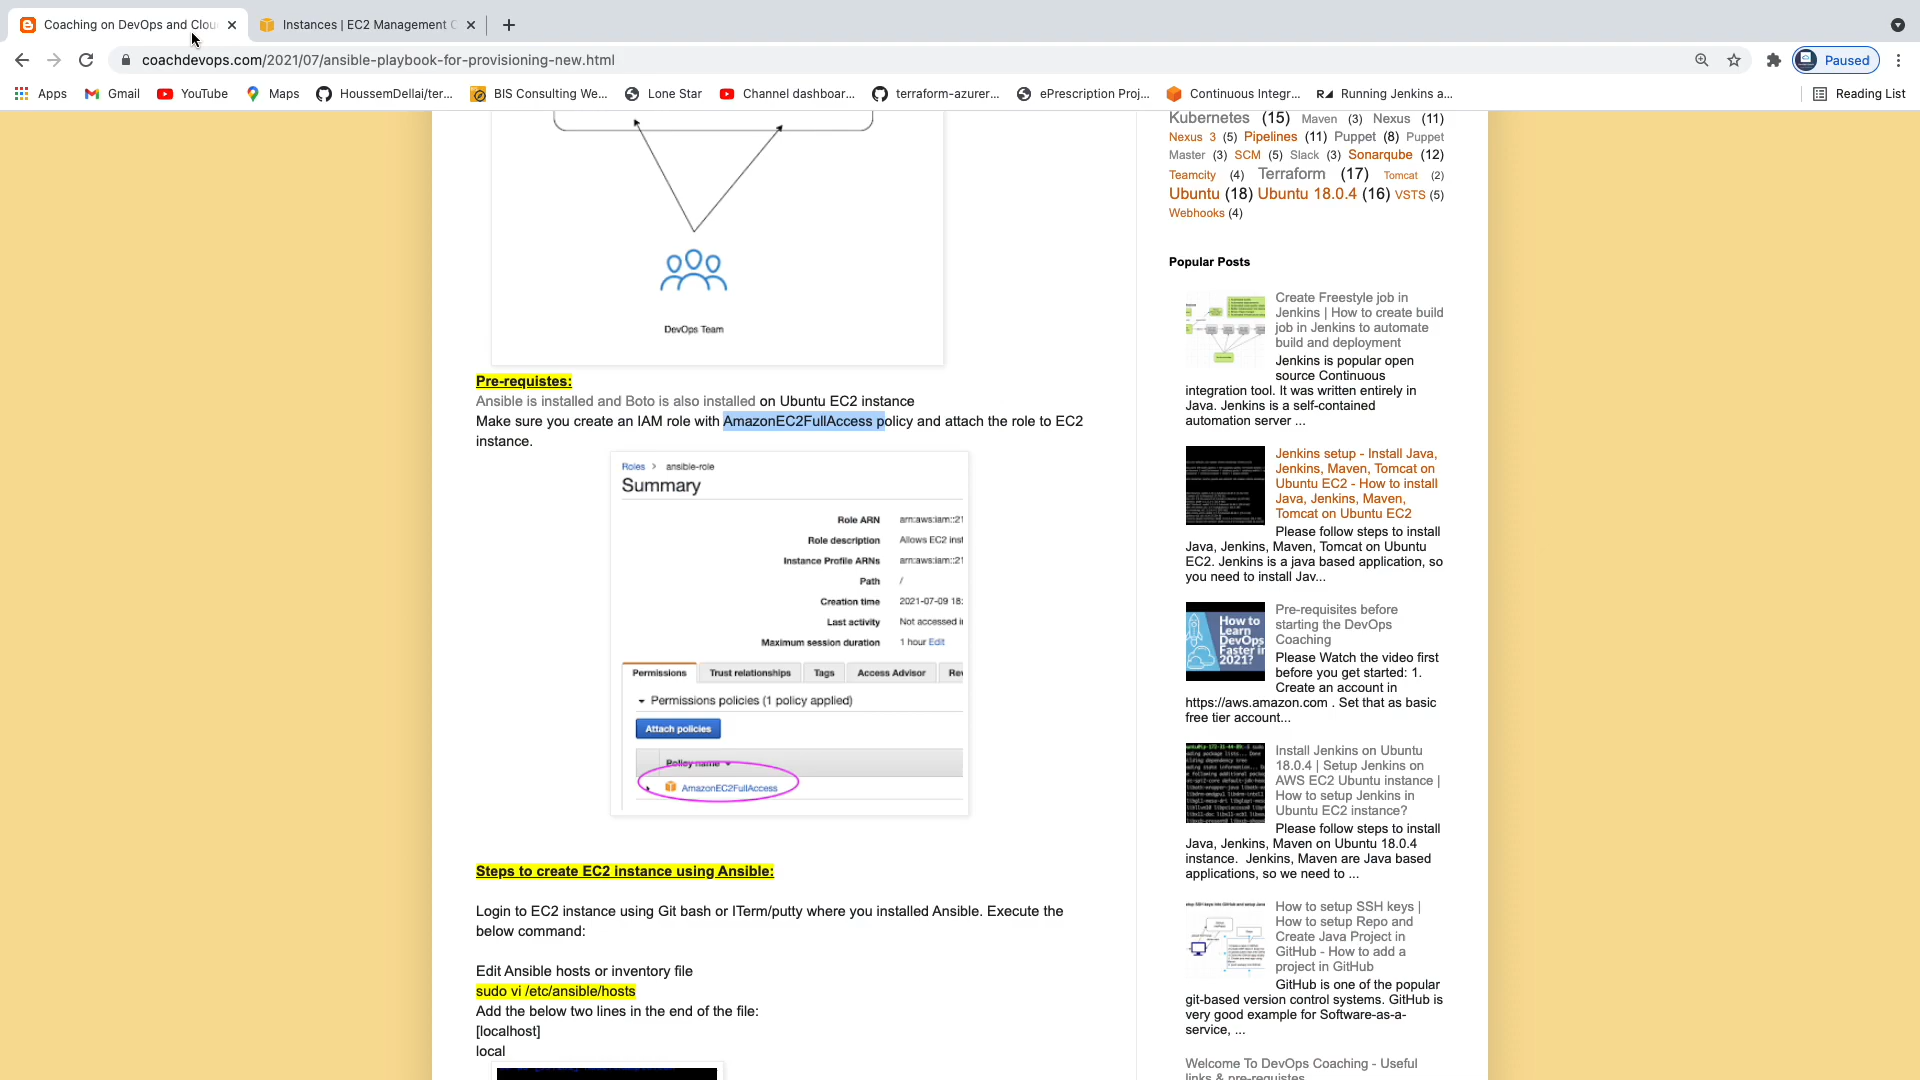 Coaching on DevOps and Clou
Instances | EC2 Management C
coachdevops.com/2021/07/ansible-playbook-for-provisioning-new.html
Paused
Apps
Gmail
YouTube
Maps
HoussemDellai/ter...
BIS Consulting We...
Lone Star
Channel dashboar...
terraform-azurer...
ePrescription Proj...
Continuous Integr...
Running Jenkins a...
Reading List
DevOps Team
Pre-requistes:
Ansible is installed and Boto is also installed on Ubuntu EC2 instance
Make sure you create an IAM role with AmazonEC2FullAccess policy and attach the role to EC2
instance.
Roles > ansible-role
Summary
Role ARN arn:aws:iam::21
Role description Allows EC2 inst
Instance Profile ARNs arn:aws:iam::21
Path /
Creation time 2021-07-09 18:
Last activity Not accessed i
Maximum session duration 1 hour Edit
Permissions Trust relationships Tags Access Advisor Rev
Permissions policies (1 policy applied)
Attach policies
Policy name
AmazonEC2FullAccess
Steps to create EC2 instance using Ansible:
Login to EC2 instance using Git bash or ITerm/putty where you installed Ansible. Execute the
below command:
Edit Ansible hosts or inventory file
sudo vi /etc/ansible/hosts
Add the below two lines in the end of the file:
[localhost]
local
Kubernetes (15) Maven (3) Nexus (11)
Nexus 3 (5) Pipelines (11) Puppet (8) Puppet
Master (3) SCM (5) Slack (3) Sonarqube (12)
Teamcity (4) Terraform (17) Tomcat (2)
Ubuntu (18) Ubuntu 18.0.4 (16) VSTS (5)
Webhooks (4)
Popular Posts
Create Freestyle job in
Jenkins | How to create build
job in Jenkins to automate
build and deployment
Jenkins is popular open
source Continuous
integration tool. It was written entirely in
Java. Jenkins is a self-contained
automation server ...
Jenkins setup - Install Java,
Jenkins, Maven, Tomcat on
Ubuntu EC2 - How to install
Java, Jenkins, Maven,
Tomcat on Ubuntu EC2
Please follow steps to install
Java, Jenkins, Maven, Tomcat on Ubuntu
EC2. Jenkins is a java based application, so
you need to install Jav...
How to
Learn
DevOps
Faster in
2021?
Pre-requisites before
starting the DevOps
Coaching
Please Watch the video first
before you get started: 1.
Create an account in
https://aws.amazon.com . Set that as basic
free tier account...
Install Jenkins on Ubuntu
18.0.4 | Setup Jenkins on
AWS EC2 Ubuntu instance |
How to setup Jenkins in
Ubuntu EC2 instance?
Please follow steps to install
Java, Jenkins, Maven on Ubuntu 18.0.4
instance. Jenkins, Maven are Java based
applications, so we need to ...
How to setup SSH keys |
How to setup Repo and
Create Java Project in
GitHub - How to add a
project in GitHub
GitHub is one of the popular
git-based version control systems. GitHub is
very good example for Software-as-a-
service, ...
Welcome To DevOps Coaching - Useful
links & pre-requistes